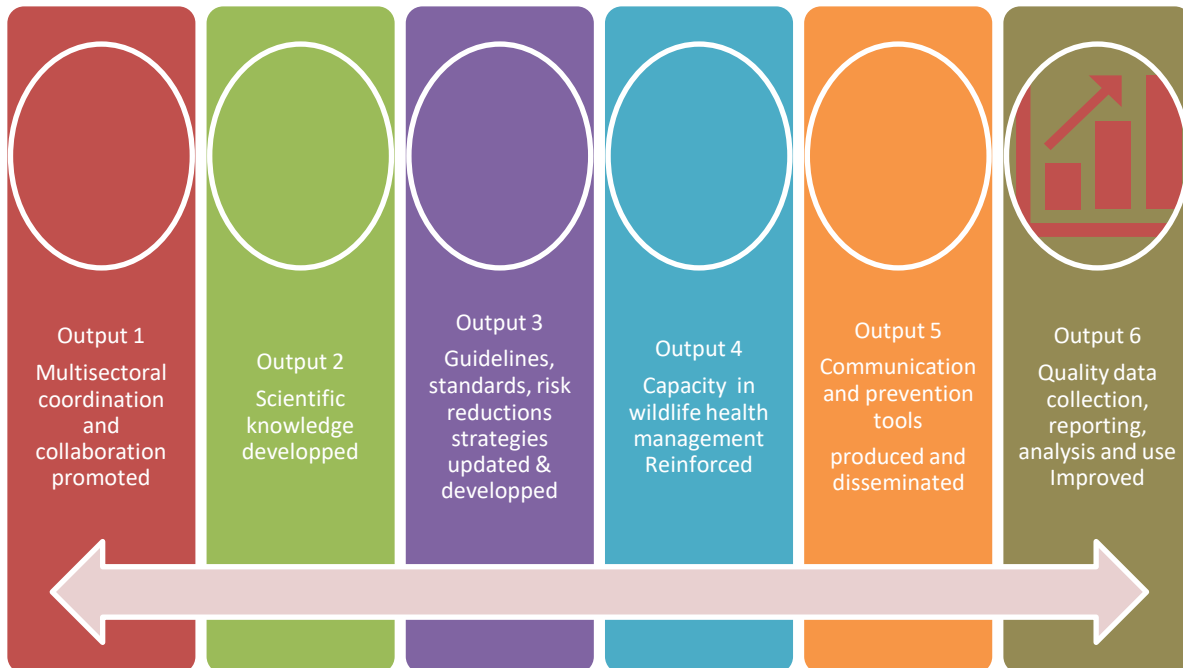 Output 1
Multisectoral
coordination
and
collaboration
promoted
Output 2
Scientific
knowledge
developped
Output 3
Guidelines,
standards, risk
reductions
strategies
updated &
developped
Output 4
Capacity in
wildlife health
management
Reinforced
Output 5
Communication
and prevention
tools
produced and
disseminated
Output 6
Quality data
collection,
reporting,
analysis and use
Improved